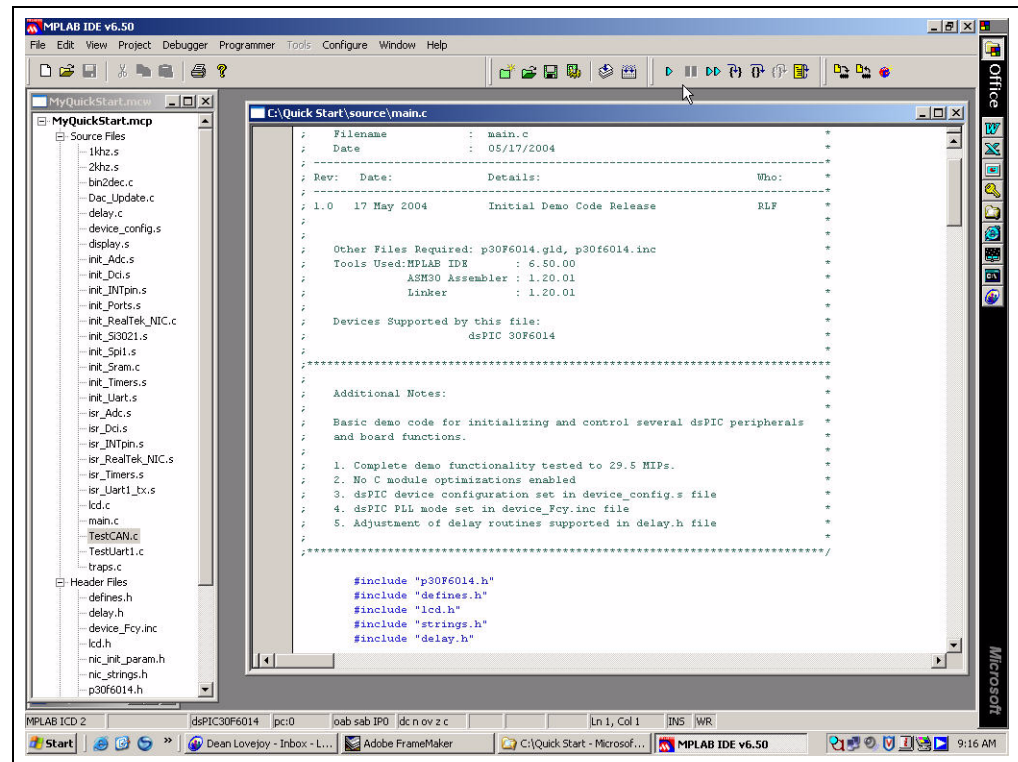 MPLAB IDE v6.50
File Edit View Project Debugger Programmer Tools Configure Window Help
MyQuickStart.mcw
MyQuickStart.mcp
Source Files
1khz.s
2khz.s
bin2dec.c
Dac_Update.c
delay.c
device_config.s
display.s
init_Adc.s
init_Dci.s
init_INTpin.s
init_Ports.s
init_RealTek_NIC.c
init_Si3021.s
init_Spi1.s
init_Sram.c
init_Timers.s
init_Uart.s
isr_Adc.s
isr_Dci.s
isr_INTpin.s
isr_RealTek_NIC.s
isr_Timers.s
isr_Uart1_tx.s
lcd.c
main.c
TestCAN.c
TestUart1.c
traps.c
Header Files
defines.h
delay.h
device_Fcy.inc
lcd.h
nic_init_param.h
nic_strings.h
p30f6014.h
C:\Quick Start\source\main.c
; Filename : main.c *
; Date : 05/17/2004 *
; ----------------------------------------------------------------------------*
; Rev: Date: Details: Who: *
; ----------------------------------------------------------------------------*
; 1.0 17 May 2004 Initial Demo Code Release RLF *
; *
; *
; Other Files Required: p30F6014.gld, p30f6014.inc *
; Tools Used:MPLAB IDE : 6.50.00 *
; ASM30 Assembler : 1.20.01 *
; Linker : 1.20.01 *
; *
; Devices Supported by this file: *
; dsPIC 30F6014 *
; *
;******************************************************************************
; *
; Additional Notes: *
; *
; Basic demo code for initializing and control several dsPIC peripherals *
; and board functions. *
; *
; 1. Complete demo functionality tested to 29.5 MIPs. *
; 2. No C module optimizations enabled *
; 3. dsPIC device configuration set in device_config.s file *
; 4. dsPIC PLL mode set in device_Fcy.inc file *
; 5. Adjustment of delay routines supported in delay.h file *
; *
;*****************************************************************************/
#include "p30F6014.h"
#include "defines.h"
#include "lcd.h"
#include "strings.h"
#include "delay.h"
Office
Microsoft
MPLAB ICD 2 dsPIC30F6014 pc:0 oab sab IP0 dc n ov z c Ln 1, Col 1 INS WR
Start » Dean Lovejoy - Inbox - L... Adobe FrameMaker C:\Quick Start - Microsof... MPLAB IDE v6.50 9:16 AM